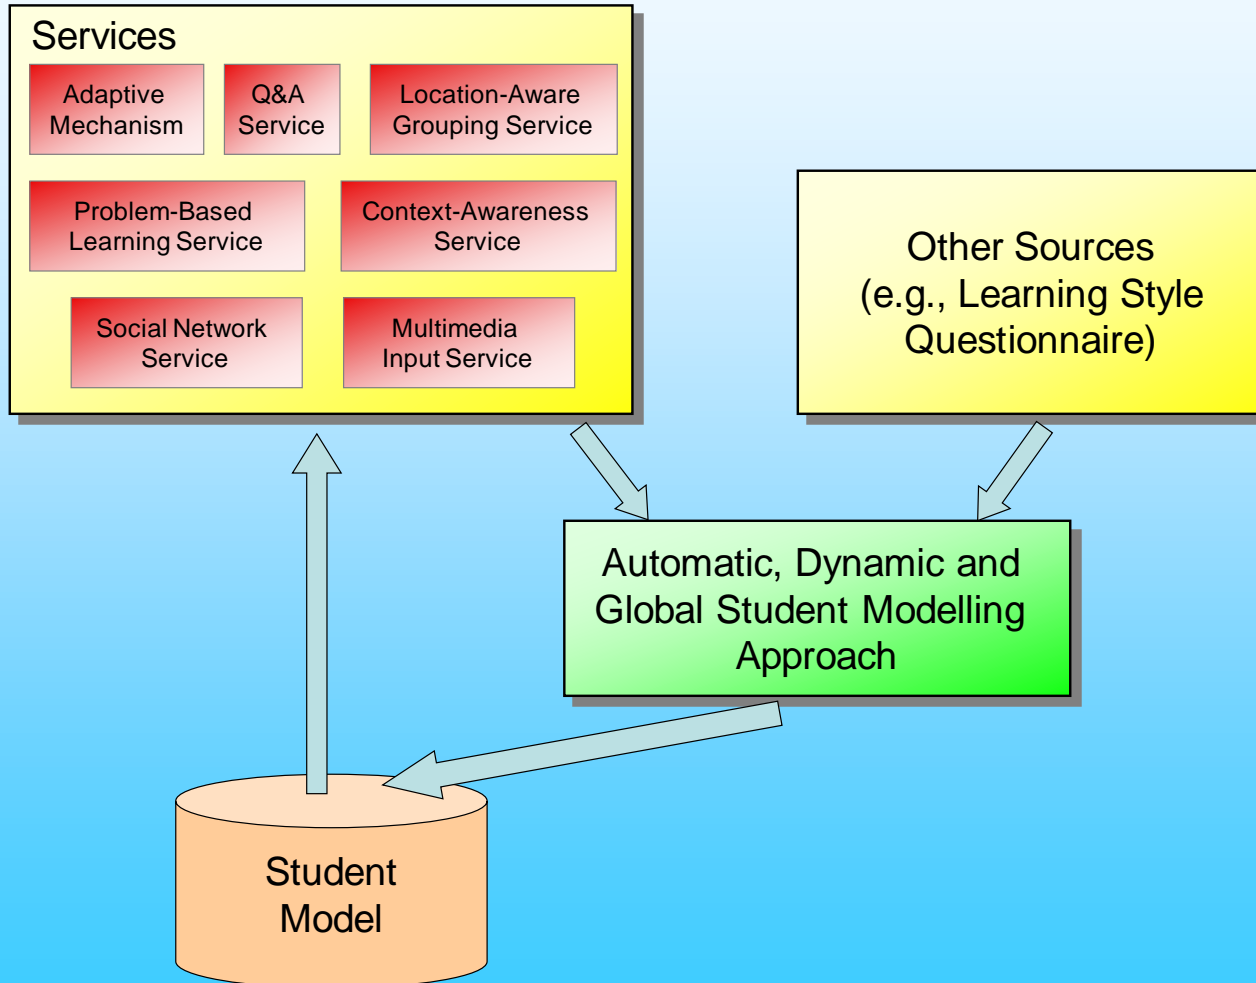 Services
Adaptive
Mechanism
Q&A
Service
Location-Aware
Grouping Service
Problem-Based
Learning Service
Context-Awareness
Service
Social Network
Service
Multimedia
Input Service
Other Sources
(e.g., Learning Style
Questionnaire)
Automatic, Dynamic and
Global Student Modelling
Approach
Student
Model